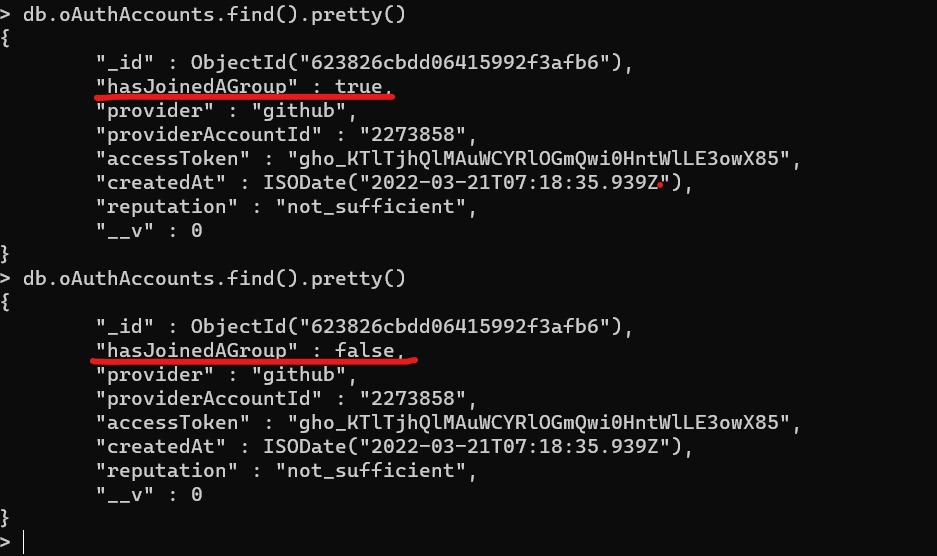 > db.oAuthAccounts.find().pretty()
{
"_id" : ObjectId("623826cbdd06415992f3afb6"),
"hasJoinedAGroup" : true,
"provider" : "github",
"providerAccountId" : "2273858",
"accessToken" : "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",
"createdAt" : ISODate("2022-03-21T07:18:35.939Z"),
"reputation" : "not_sufficient",
"__v" : 0
}
> db.oAuthAccounts.find().pretty()
{
"_id" : ObjectId("623826cbdd06415992f3afb6"),
"hasJoinedAGroup" : false,
"provider" : "github",
"providerAccountId" : "2273858",
"accessToken" : "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",
"createdAt" : ISODate("2022-03-21T07:18:35.939Z"),
"reputation" : "not_sufficient",
"__v" : 0
}
>